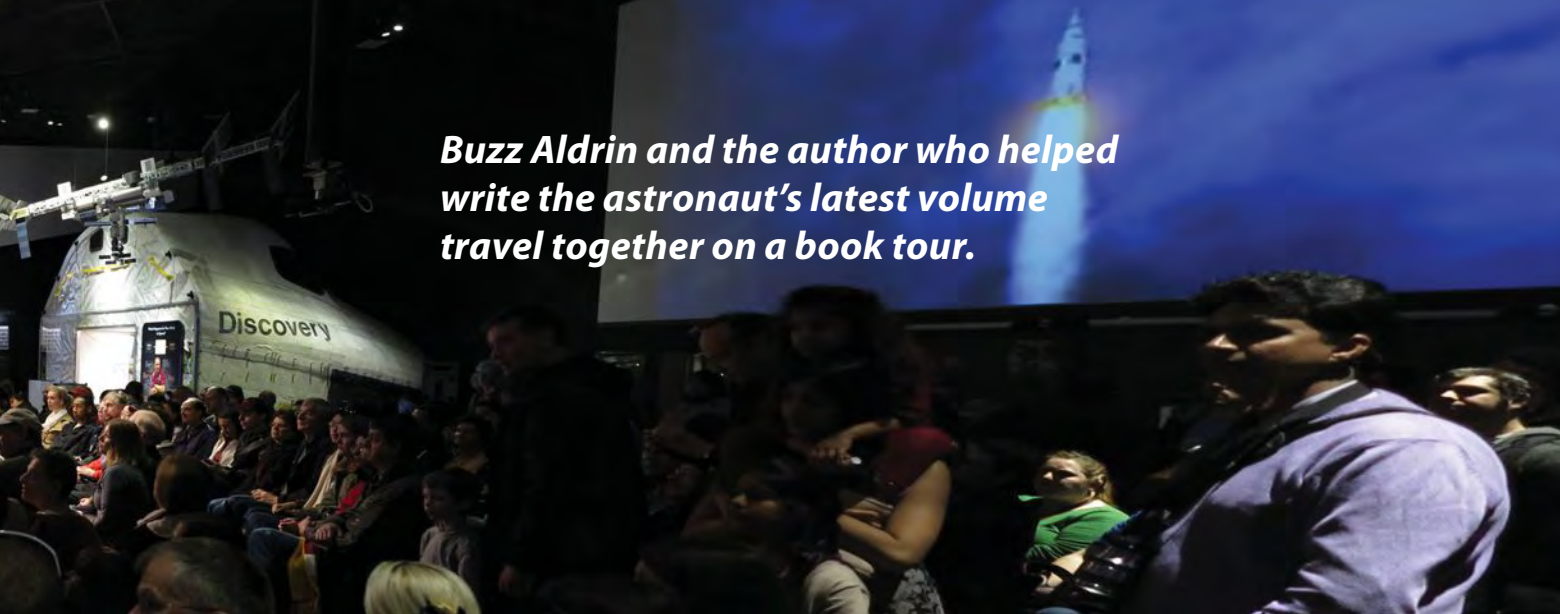 Buzz Aldrin and the author who helped
write the astronaut’s latest volume
travel together on a book tour.
Discovery